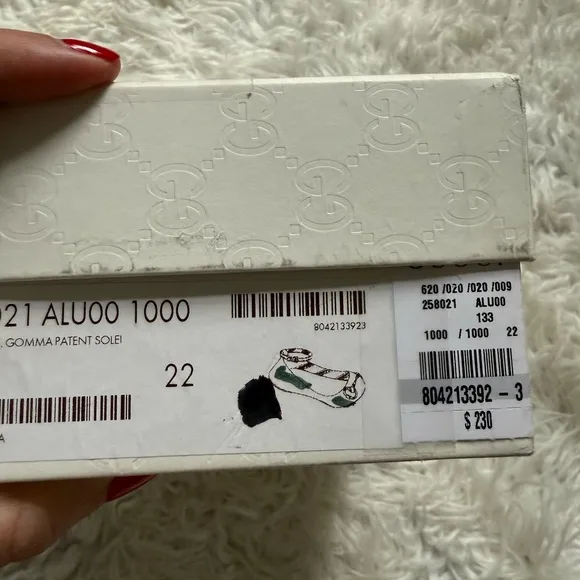 021 ALU00 1000
, GOMMA PATENT SOLEI
22
8042133923
A
620 /020 /020 /009
258021 ALU00
133
1000 / 1000 22
804213392 - 3
$ 230